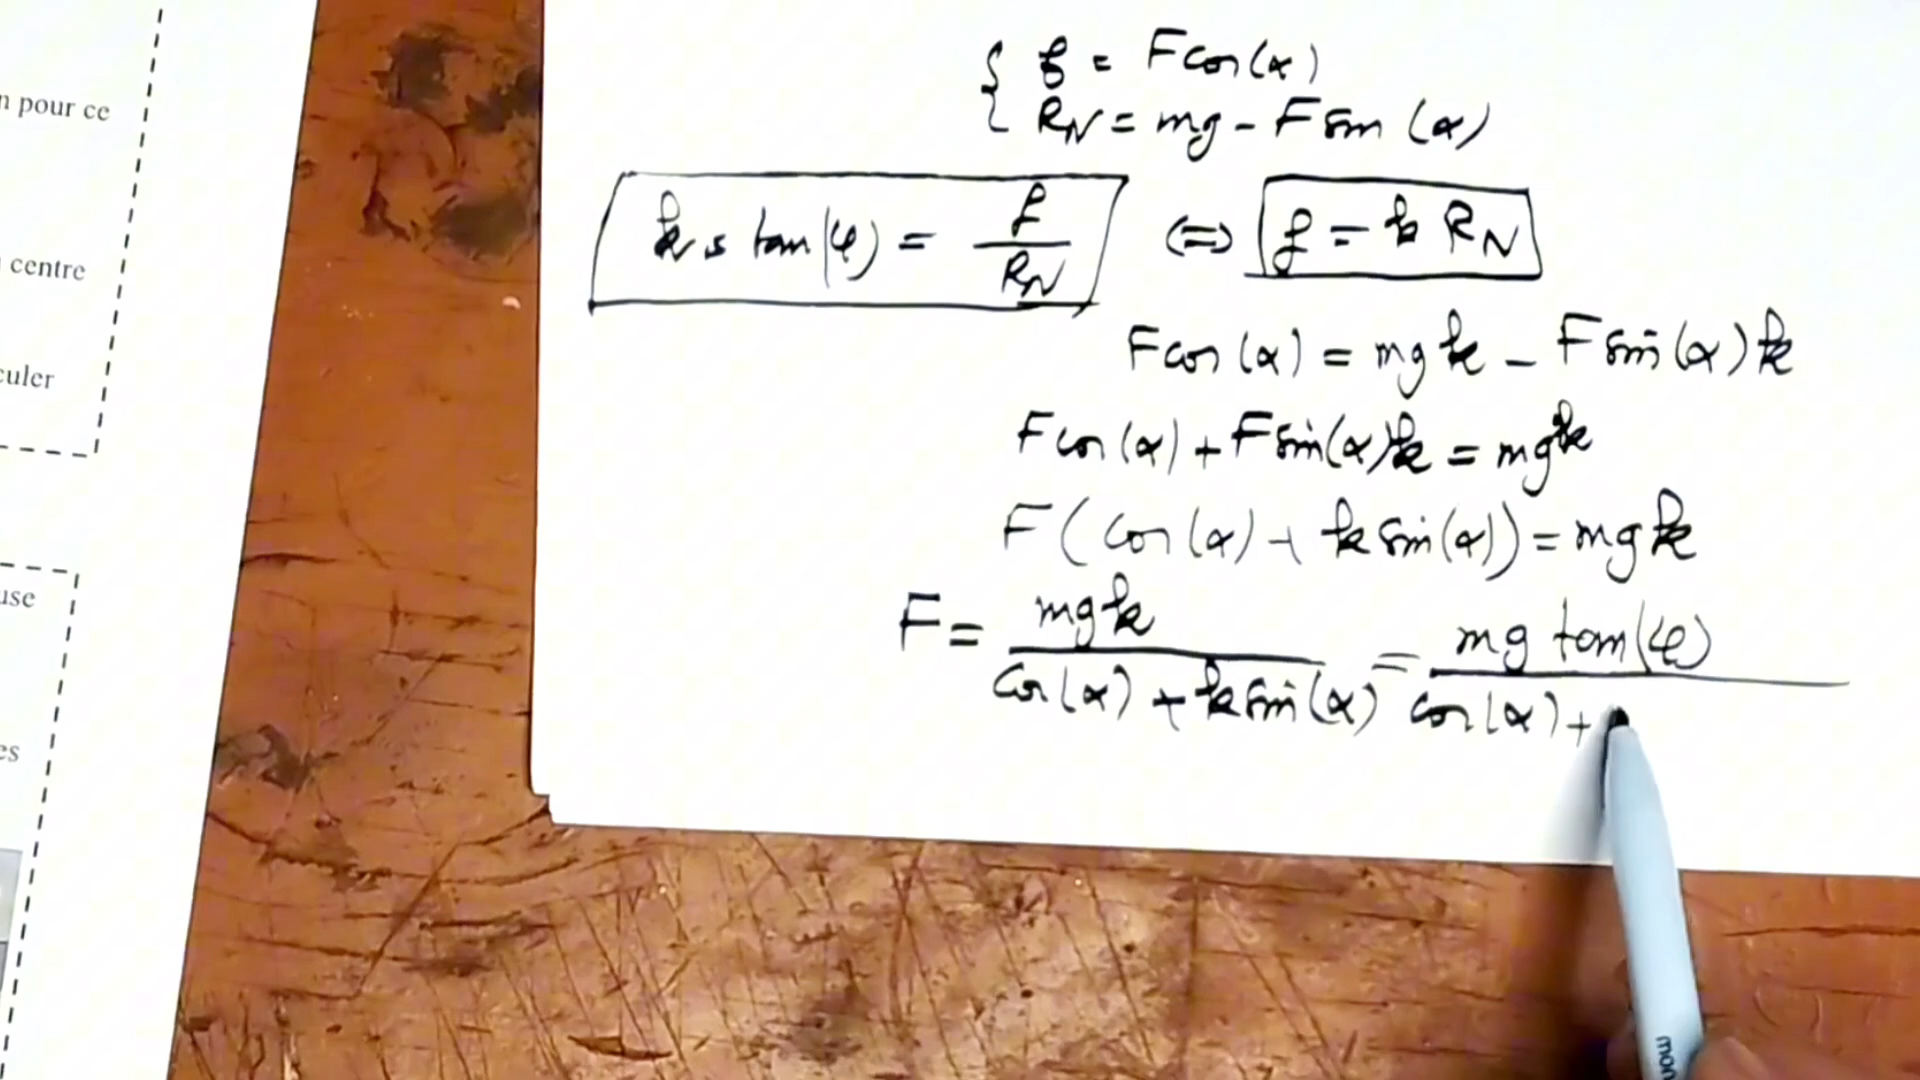 n pour ce
centre
culer
use
es
{ f = Fcos(α)
R_N = mg - Fsin(α)
k = tan(φ) = f / R_N ⟺ f = k R_N
Fcos(α) = mgk - Fsin(α)k
Fcos(α) + Fsin(α)k = mgk
F(cos(α) + ksin(α)) = mgk
F = mgk / cos(α) + ksin(α) = mg tan(φ) / cos(α) +